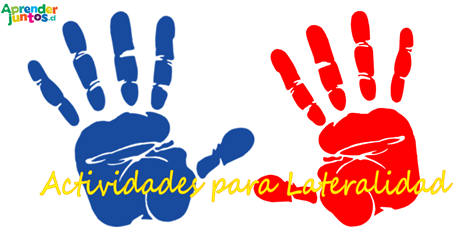 Aprender
juntos.cl
Actividades para Lateralidad